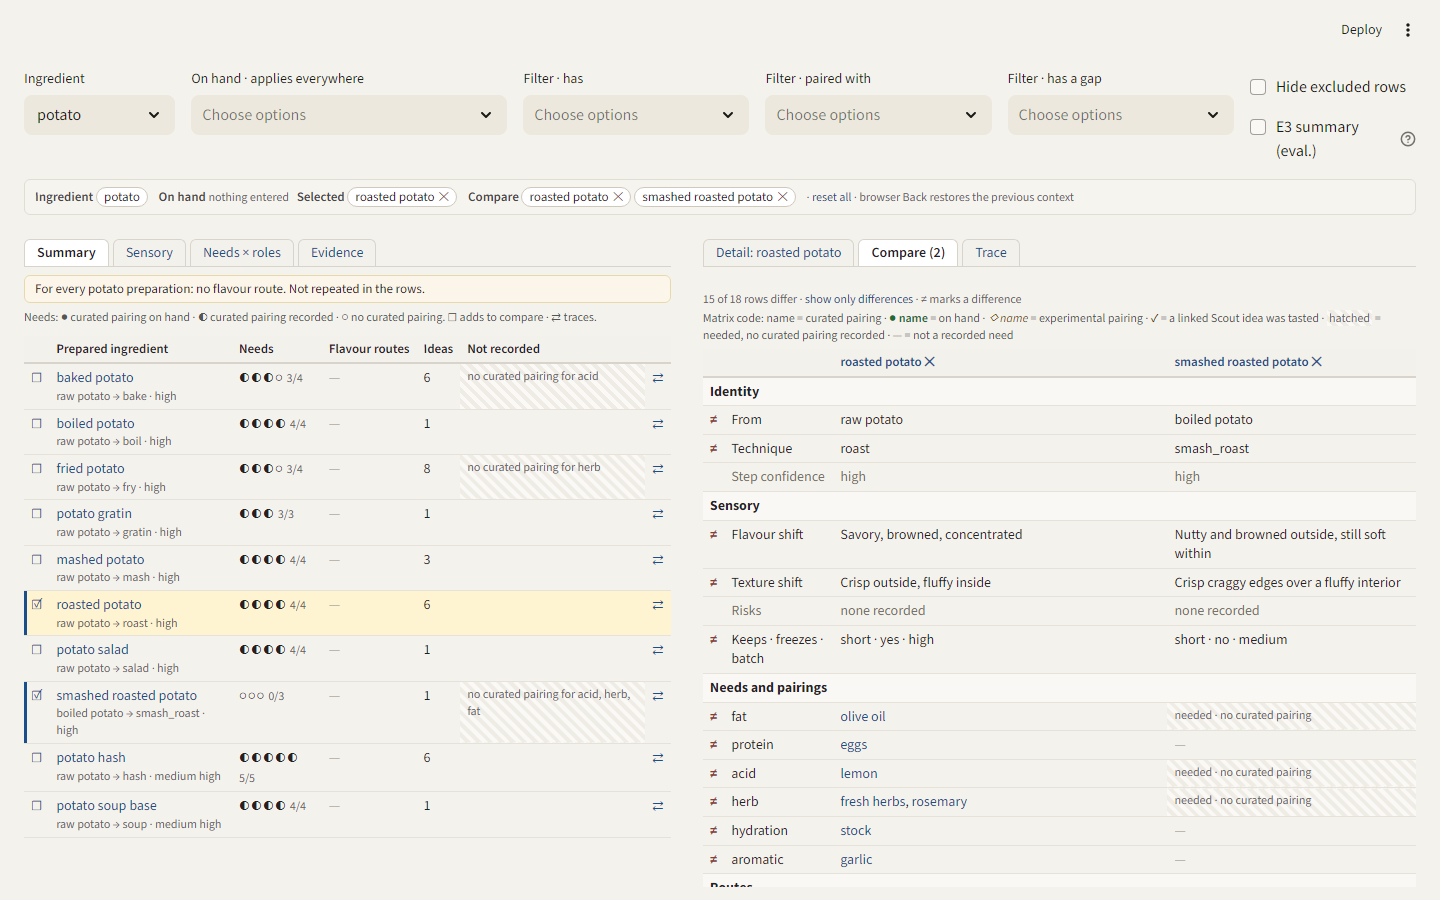 Deploy
Ingredient
On hand · applies everywhere
Filter · has
Filter · paired with
Filter · has a gap
potato
Choose options
Choose options
Choose options
Choose options
Hide excluded rows
E3 summary
(eval.)
Ingredient potato On hand nothing entered Selected roasted potato Compare roasted potato smashed roasted potato · reset all · browser Back restores the previous context
Summary Sensory Needs × roles Evidence
For every potato preparation: no flavour route. Not repeated in the rows.
Needs: ● curated pairing on hand · ◐ curated pairing recorded · ○ no curated pairing. ☐ adds to compare · ⇄ traces.
Prepared ingredient Needs Flavour routes Ideas Not recorded
☐ baked potato ◐◐◐○ 3/4 — 6 no curated pairing for acid ⇄
raw potato → bake · high
☐ boiled potato ◐◐◐◐ 4/4 — 1 ⇄
raw potato → boil · high
☐ fried potato ◐◐◐○ 3/4 — 8 no curated pairing for herb ⇄
raw potato → fry · high
☐ potato gratin ◐◐◐ 3/3 — 1 ⇄
raw potato → gratin · high
☐ mashed potato ◐◐◐◐ 4/4 — 3 ⇄
raw potato → mash · high
☑ roasted potato ◐◐◐◐ 4/4 — 6 ⇄
raw potato → roast · high
☐ potato salad ◐◐◐◐ 4/4 — 1 ⇄
raw potato → salad · high
☑ smashed roasted potato ○○○ 0/3 — 1 no curated pairing for acid, herb, ⇄
boiled potato → smash_roast · fat
high
☐ potato hash ◐◐◐◐◐ — 6 ⇄
raw potato → hash · medium high 5/5
☐ potato soup base ◐◐◐◐ 4/4 — 1 ⇄
raw potato → soup · medium high
Detail: roasted potato Compare (2) Trace
15 of 18 rows differ · show only differences · ≠ marks a difference
Matrix code: name = curated pairing · ● name = on hand · ◇ name = experimental pairing · ✓ = a linked Scout idea was tasted · hatched =
needed, no curated pairing recorded · — = not a recorded need
roasted potato ✕ smashed roasted potato ✕
Identity
≠ From raw potato boiled potato
≠ Technique roast smash_roast
Step confidence high high
Sensory
≠ Flavour shift Savory, browned, concentrated Nutty and browned outside, still soft
within
≠ Texture shift Crisp outside, fluffy inside Crisp craggy edges over a fluffy interior
Risks none recorded none recorded
≠ Keeps · freezes · short · yes · high short · no · medium
batch
Needs and pairings
≠ fat olive oil needed · no curated pairing
≠ protein eggs —
≠ acid lemon needed · no curated pairing
≠ herb fresh herbs, rosemary needed · no curated pairing
≠ hydration stock —
≠ aromatic garlic —
Routes